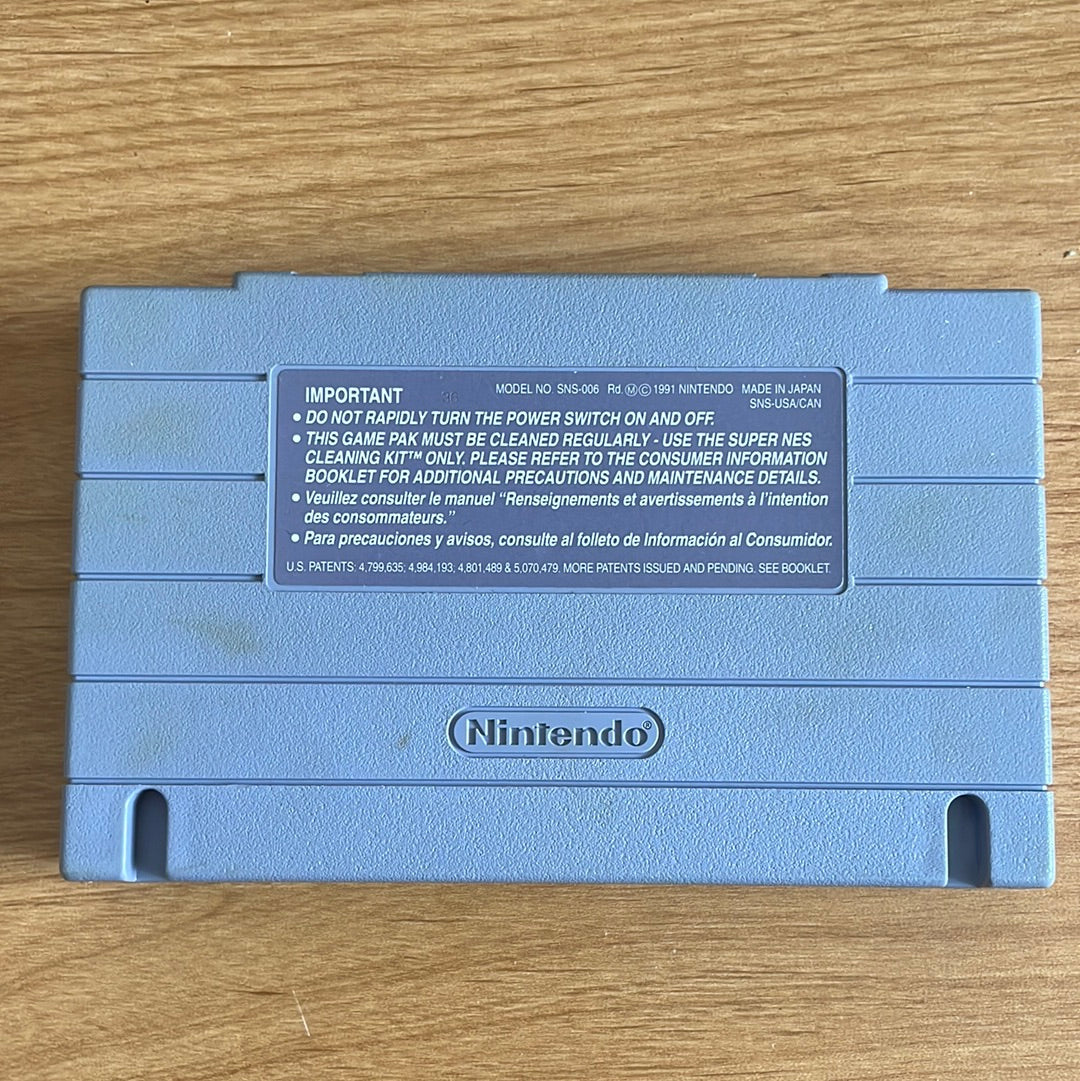 IMPORTANT 36 MODEL NO. SNS-006 Rd. ⓂⒸ 1991 NINTENDO MADE IN JAPAN
SNS-USA/CAN
• DO NOT RAPIDLY TURN THE POWER SWITCH ON AND OFF.
• THIS GAME PAK MUST BE CLEANED REGULARLY - USE THE SUPER NES
CLEANING KIT™ ONLY. PLEASE REFER TO THE CONSUMER INFORMATION
BOOKLET FOR ADDITIONAL PRECAUTIONS AND MAINTENANCE DETAILS.
• Veuillez consulter le manuel “Renseignements et avertissements à l’intention
des consommateurs.”
• Para precauciones y avisos, consulte al folleto de Información al Consumidor.
U.S. PATENTS: 4,799,635; 4,984,193; 4,801,489 & 5,070,479. MORE PATENTS ISSUED AND PENDING. SEE BOOKLET.
Nintendo®